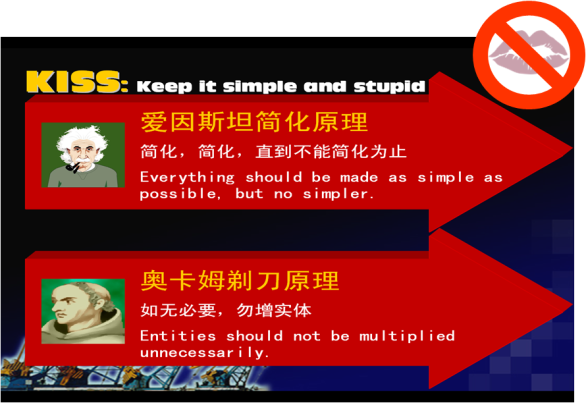 KISS: Keep it simple and stupid
爱因斯坦简化原理
简化，简化，直到不能简化为止
Everything should be made as simple as
possible, but no simpler.
奥卡姆剃刀原理
如无必要，勿增实体
Entities should not be multiplied
unnecessarily.